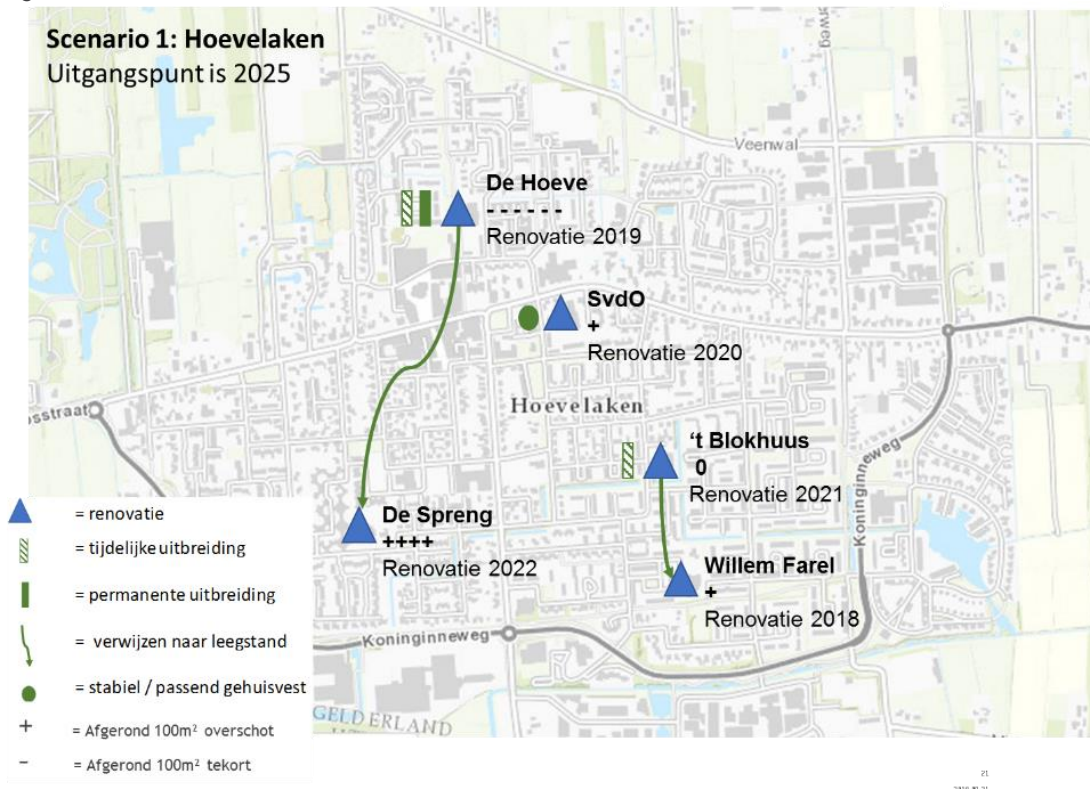 Scenario 1: Hoevelaken
Uitgangspunt is 2025
Veenwal
De Hoeve
- - - - - -
Renovatie 2019
SvdO
+
Renovatie 2020
Hoevelaken
osstraat
't Blokhuus
0
Renovatie 2021
Koninginneweg
De Spreng
++++
Renovatie 2022
Willem Farel
+
Renovatie 2018
Koninginneweg
GELDERLAND
= renovatie
= tijdelijke uitbreiding
= permanente uitbreiding
= verwijzen naar leegstand
= stabiel / passend gehuisvest
+ = Afgerond 100m² overschot
- = Afgerond 100m² tekort
21